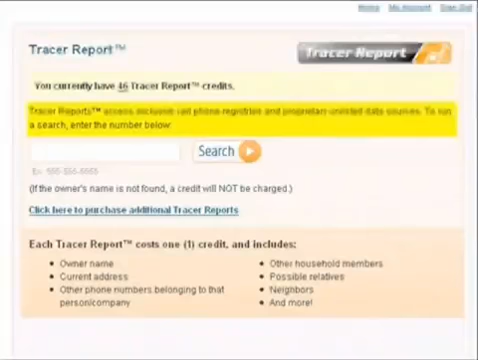 Home My Account Sign Out
Tracer Report™
Tracer Report
You currently have 46 Tracer Report™ credits.
Tracer Reports™ access exclusive cell phone registries and proprietary unlisted data sources. To run
a search, enter the number below:
Search
Ex. 555-555-5555
(If the owner's name is not found, a credit will NOT be charged.)
Click here to purchase additional Tracer Reports
Each Tracer Report™ costs one (1) credit, and includes:
• Owner name
• Current address
• Other phone numbers belonging to that
person/company
• Other household members
• Possible relatives
• Neighbors
• And more!